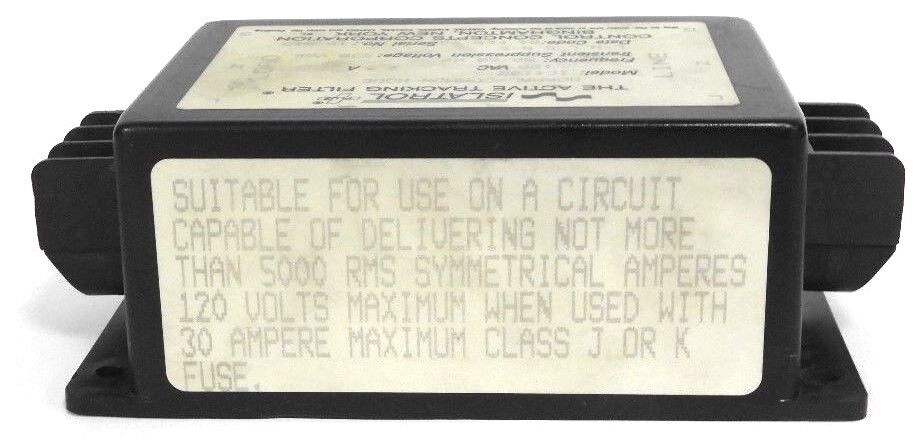 SUITABLE FOR USE ON A CIRCUIT
CAPABLE OF DELIVERING NOT MORE
THAN 5000 RMS SYMMETRICAL AMPERES
120 VOLTS MAXIMUM WHEN USED WITH
30 AMPERE MAXIMUM CLASS J OR K
FUSE.
ISLATROL
THE ACTIVE TRACKING FILTER®
Model:
VAC A
Frequency:
Transient Suppression Voltage:
Date Code: Serial No.
CONTROL CONCEPTS CORPORATION
BINGHAMTON, NEW YORK